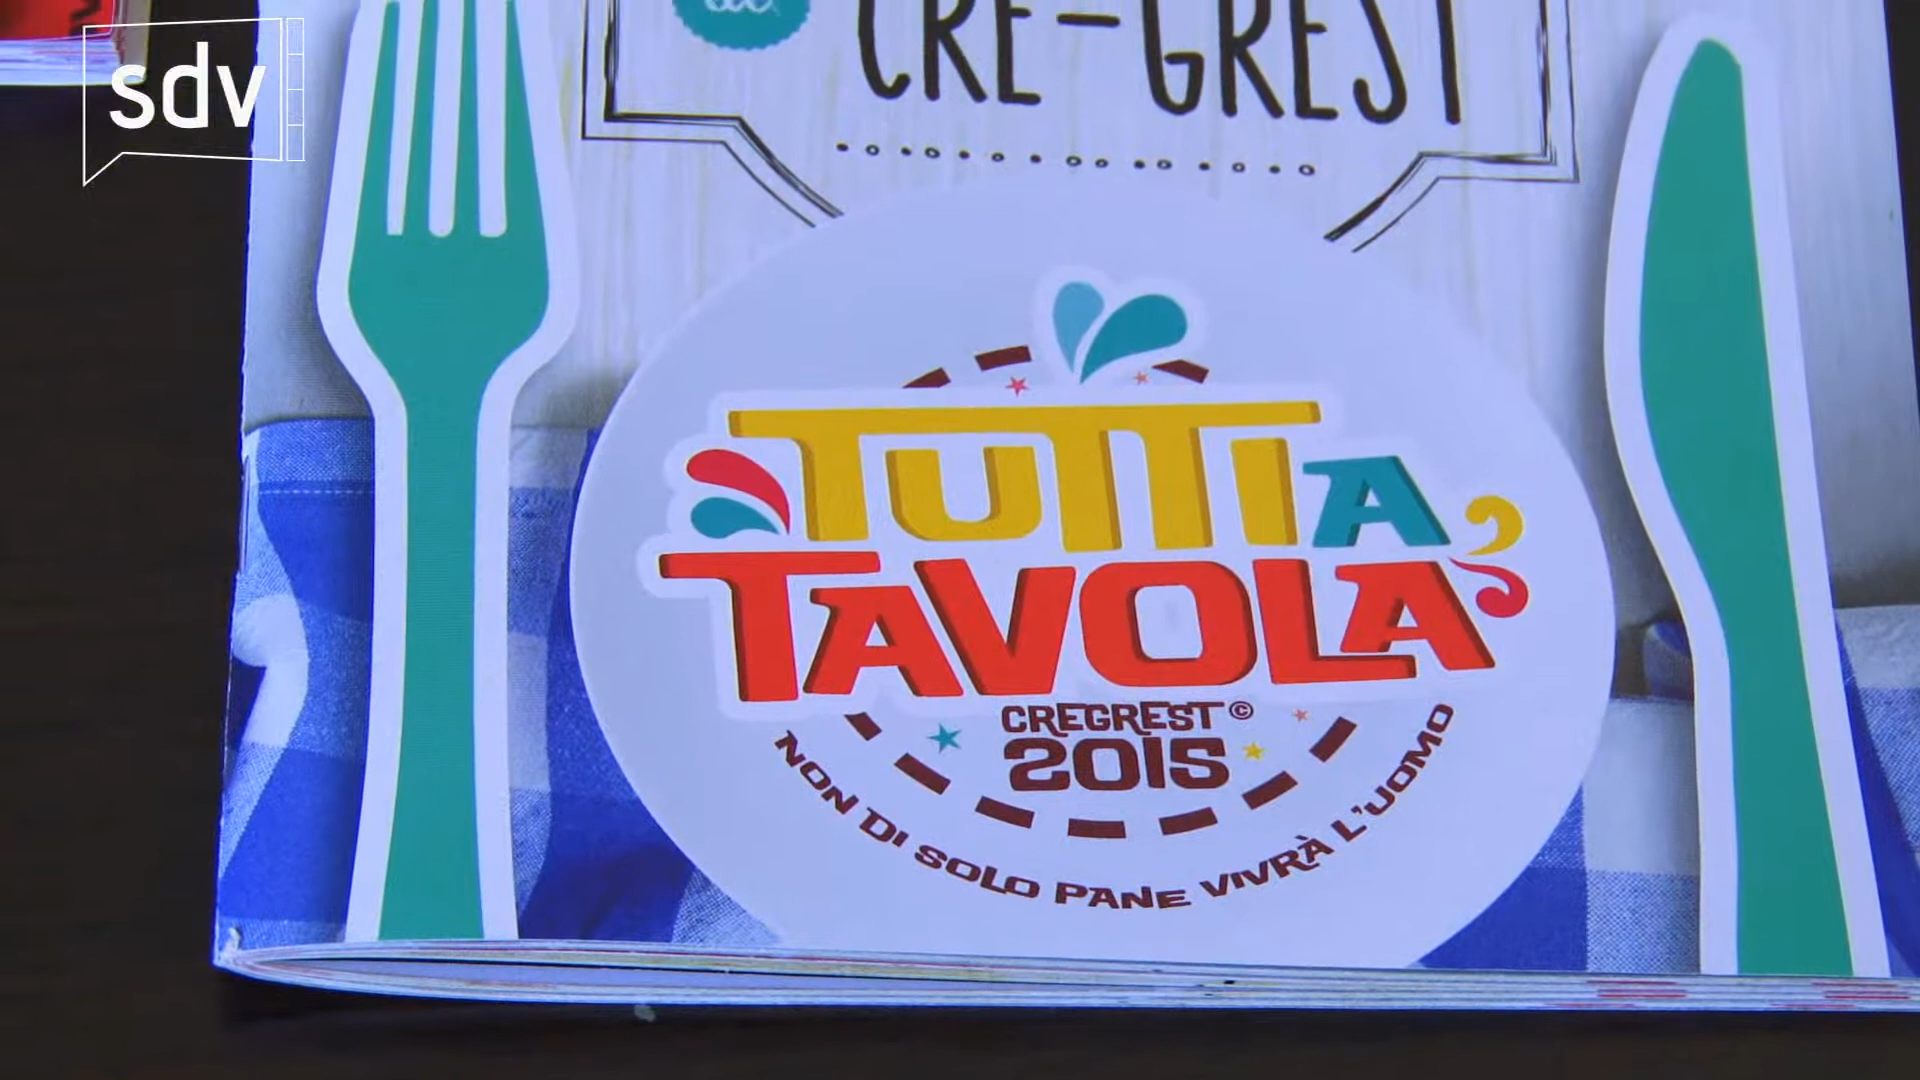 sdv
CRE-GREST
TUTTI A
TAVOLA
CREGREST©
2015
NON DI SOLO PANE VIVRÀ L'UOMO